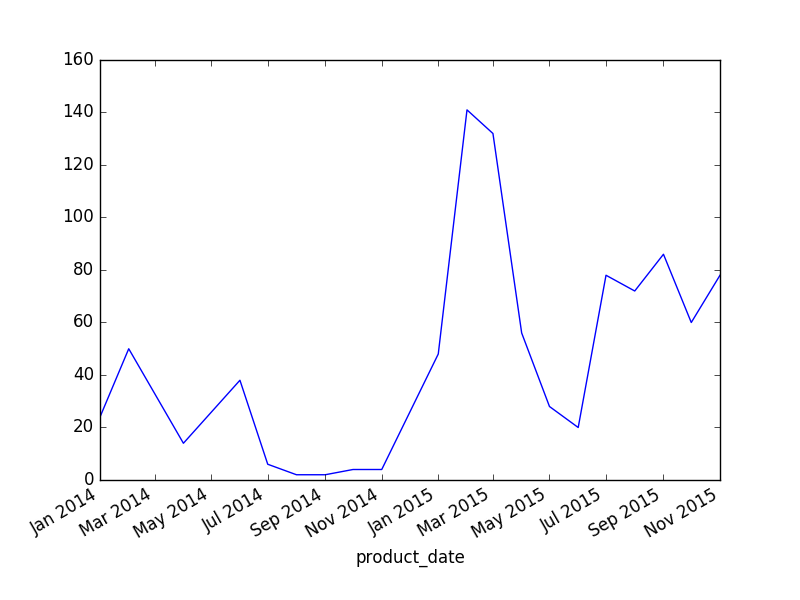 160
140
120
100
80
60
40
20
0
Jan 2014
Mar 2014
May 2014
Jul 2014
Sep 2014
Nov 2014
Jan 2015
Mar 2015
May 2015
Jul 2015
Sep 2015
Nov 2015
product_date